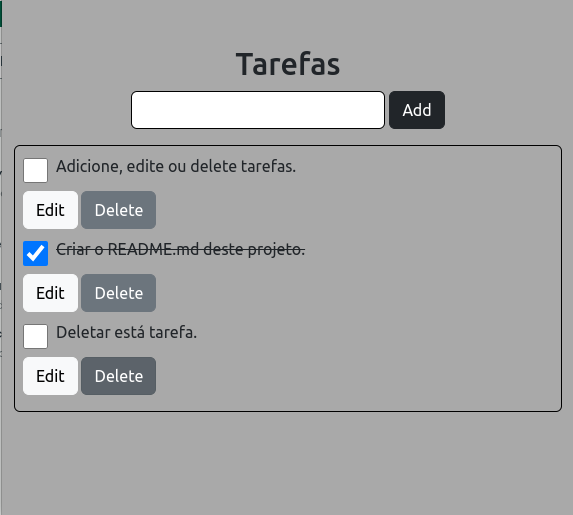 Tarefas
Add
Adicione, edite ou delete tarefas.
Edit Delete
Criar o README.md deste projeto.
Edit Delete
Deletar está tarefa.
Edit Delete